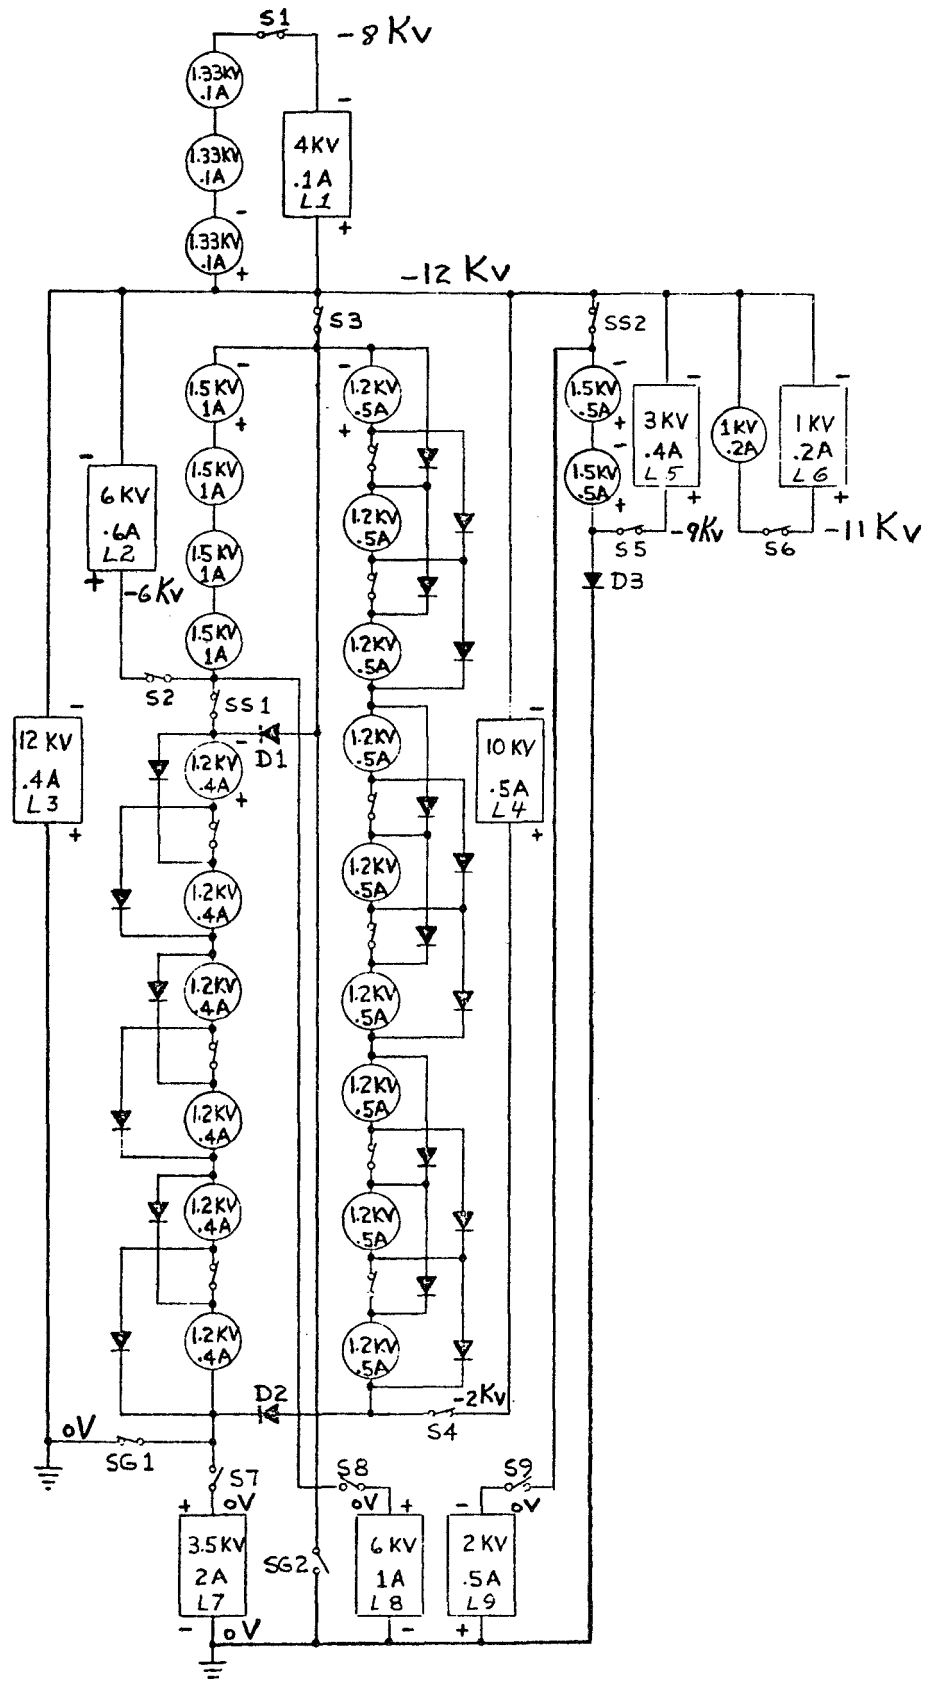 S1
-8 Kv
1.33KV
.1A
1.33KV
.1A
-
1.33KV
.1A
+
-
4KV
.1A
L1
+
-12 Kv
S3
SS2
-
1.5KV
1A
+
1.5KV
1A
1.5KV
1A
1.5KV
1A
-
1.2KV
.5A
+
1.2KV
.5A
1.2KV
.5A
1.2KV
.5A
1.2KV
.5A
1.2KV
.5A
1.2KV
.5A
1.2KV
.5A
1.2KV
.5A
-
1.5KV
.5A
+
-
1.5KV
.5A
+
-
3KV
.4A
L5
+
1KV
.2A
-
1KV
.2A
L6
+
S5
-9Kv
S6
-11 Kv
D3
-
6KV
.6A
L2
+
-6Kv
S2
SS1
D1
-
12KV
.4A
L3
+
-
1.2KV
.4A
+
1.2KV
.4A
1.2KV
.4A
1.2KV
.4A
1.2KV
.4A
1.2KV
.4A
-
10KV
.5A
L4
+
D2
-2Kv
S4
0V
SG1
S7
+
0V
3.5KV
2A
L7
-
0V
SG2
S8
0V
+
6KV
1A
L8
-
S9
-
0V
2KV
.5A
L9
+